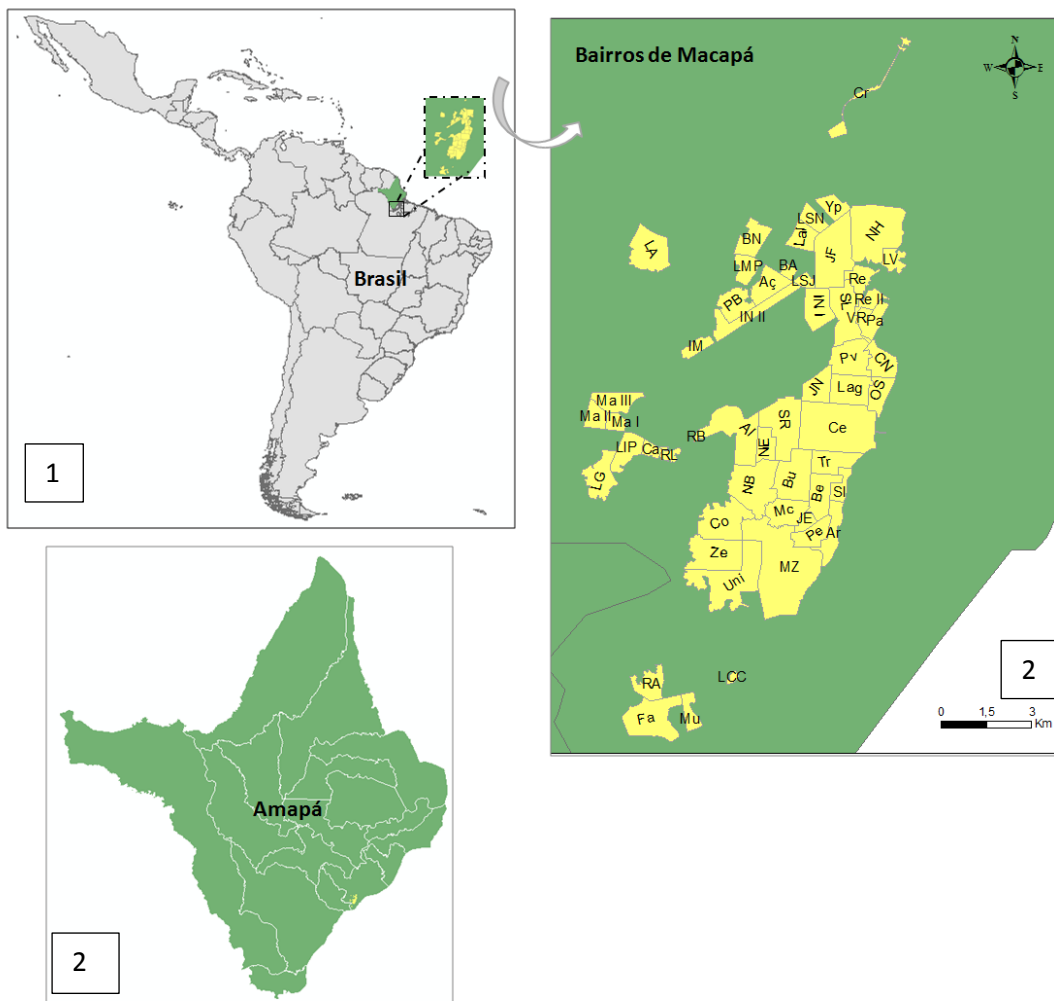 Brasil
1
Bairros de Macapá
N
W
E
S
Cr
Yp
LSN
Lal
NH
BN
LA
JF
LV
LMP
BA
Aç
LSJ
Re
PB
IN I
SL
Re II
IN II
VR
Pa
IM
Pv
CN
JN
Lag
SO
Ma III
Ma II
Ma I
SR
Ce
RB
Al
NE
LIP
Ca
RL
Tr
LG
NB
Bu
Be
SI
Mc
JE
Co
Pe
Ar
Ze
MZ
Uni
LCC
RA
Fa
Mu
2
0
1,5
3
Km
Amapá
2